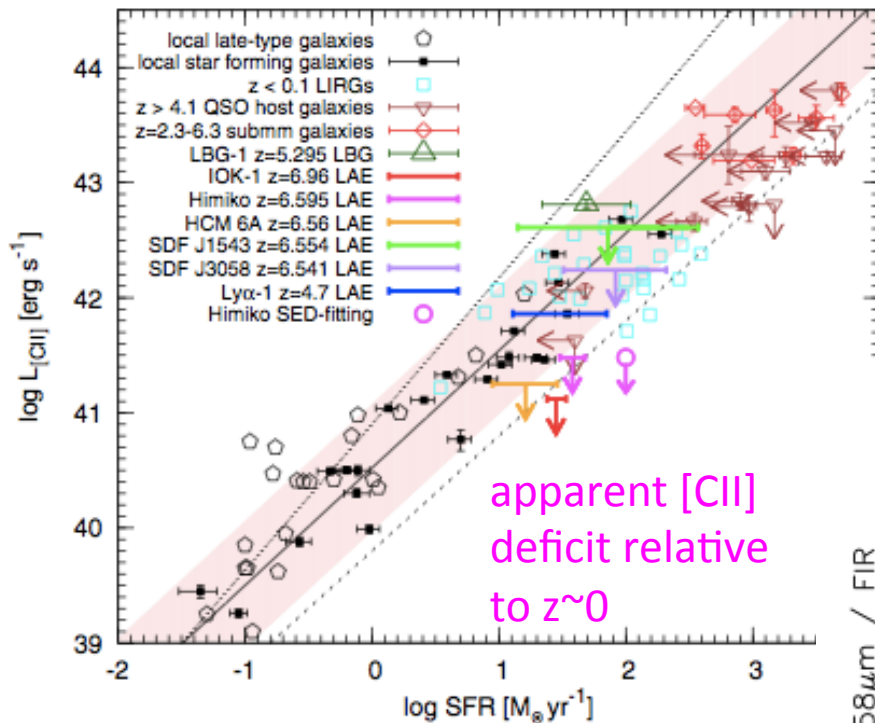 44
43
42
41
40
39
log L[CII] [erg s⁻¹]
local late-type galaxies
local star forming galaxies
z < 0.1 LIRGs
z > 4.1 QSO host galaxies
z=2.3-6.3 submm galaxies
LBG-1 z=5.295 LBG
IOK-1 z=6.96 LAE
Himiko z=6.595 LAE
HCM 6A z=6.56 LAE
SDF J1543 z=6.554 LAE
SDF J3058 z=6.541 LAE
Lyα-1 z=4.7 LAE
Himiko SED-fitting
apparent [CII]
deficit relative
to z~0
-2 -1 0 1 2 3
log SFR [M⊙ yr⁻¹]
58μm / FIR